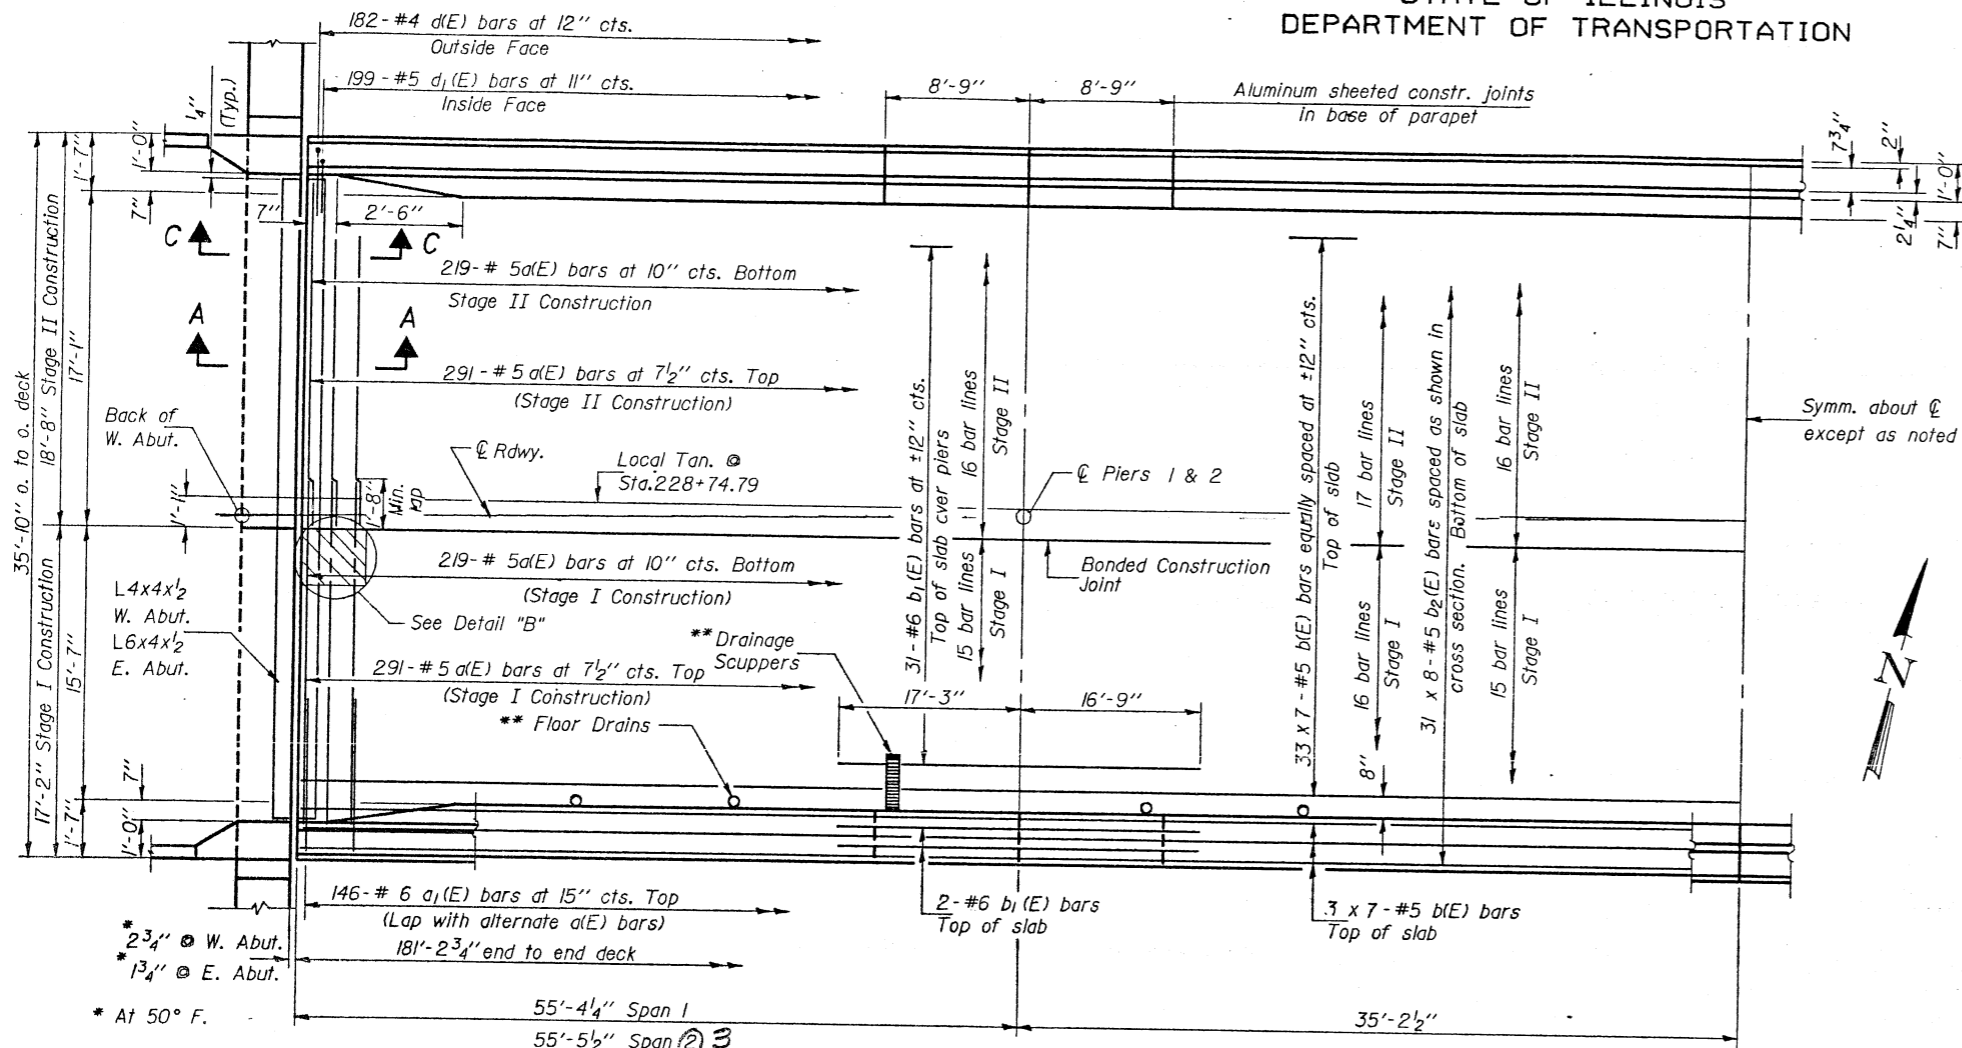 STATE OF ILLINOIS
DEPARTMENT OF TRANSPORTATION
182-#4 d(E) bars at 12" cts.
Outside Face
199-#5 d₁(E) bars at 11" cts.
Inside Face
8'-9"
8'-9"
Aluminum sheeted constr. joints
in base of parapet
1/4"
(Typ.)
1'-7"
1'-0"
7"
7"
2'-6"
7 3/4"
2"
1'-0"
2 1/4"
7"
C
C
A
A
219-# 5a(E) bars at 10" cts. Bottom
Stage II Construction
291-# 5 a(E) bars at 7 1/2" cts. Top
(Stage II Construction)
35'-10" o. to o. deck
18'-8" Stage II Construction
17'-1"
Back of
W. Abut.
1'-1"
1'-8"
Min.
lap
℄ Rdwy.
Local Tan. @
Sta.228+74.79
℄ Piers 1 & 2
Symm. about ℄
except as noted
31-#6 b₁(E) bars at ±12" cts.
Top of slab over piers
16 bar lines
Stage II
15 bar lines
Stage I
33 x 7-#5 b(E) bars equally spaced at ±12" cts.
Top of slab
17 bar lines
Stage II
16 bar lines
Stage I
31 x 8-#5 b₂(E) bars spaced as shown in
cross section. Bottom of slab
16 bar lines
Stage II
15 bar lines
Stage I
Bonded Construction
Joint
219-# 5a(E) bars at 10" cts. Bottom
(Stage I Construction)
See Detail "B"
L4x4x1/2
W. Abut.
L6x4x1/2
E. Abut.
17'-2" Stage I Construction
15'-7"
7"
1'-7"
1'-0"
291-# 5 a(E) bars at 7 1/2" cts. Top
(Stage I Construction)
** Drainage
Scuppers
** Floor Drains
17'-3"
16'-9"
8"
N
146-# 6 a₁(E) bars at 15" cts. Top
(Lap with alternate a(E) bars)
2-#6 b₁(E) bars
Top of slab
3 x 7-#5 b(E) bars
Top of slab
* 2 3/4" @ W. Abut.
* 1 3/4" @ E. Abut.
181'-2 3/4" end to end deck
* At 50° F.
55'-4 1/4" Span 1
55'-5 1/2" Span 2 3
35'-2 1/2"